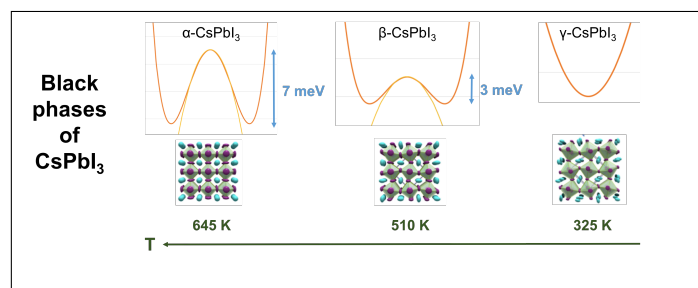 α-CsPbI₃
β-CsPbI₃
γ-CsPbI₃
Black
phases
of
CsPbI₃
7 meV
3 meV
645 K
510 K
325 K
T